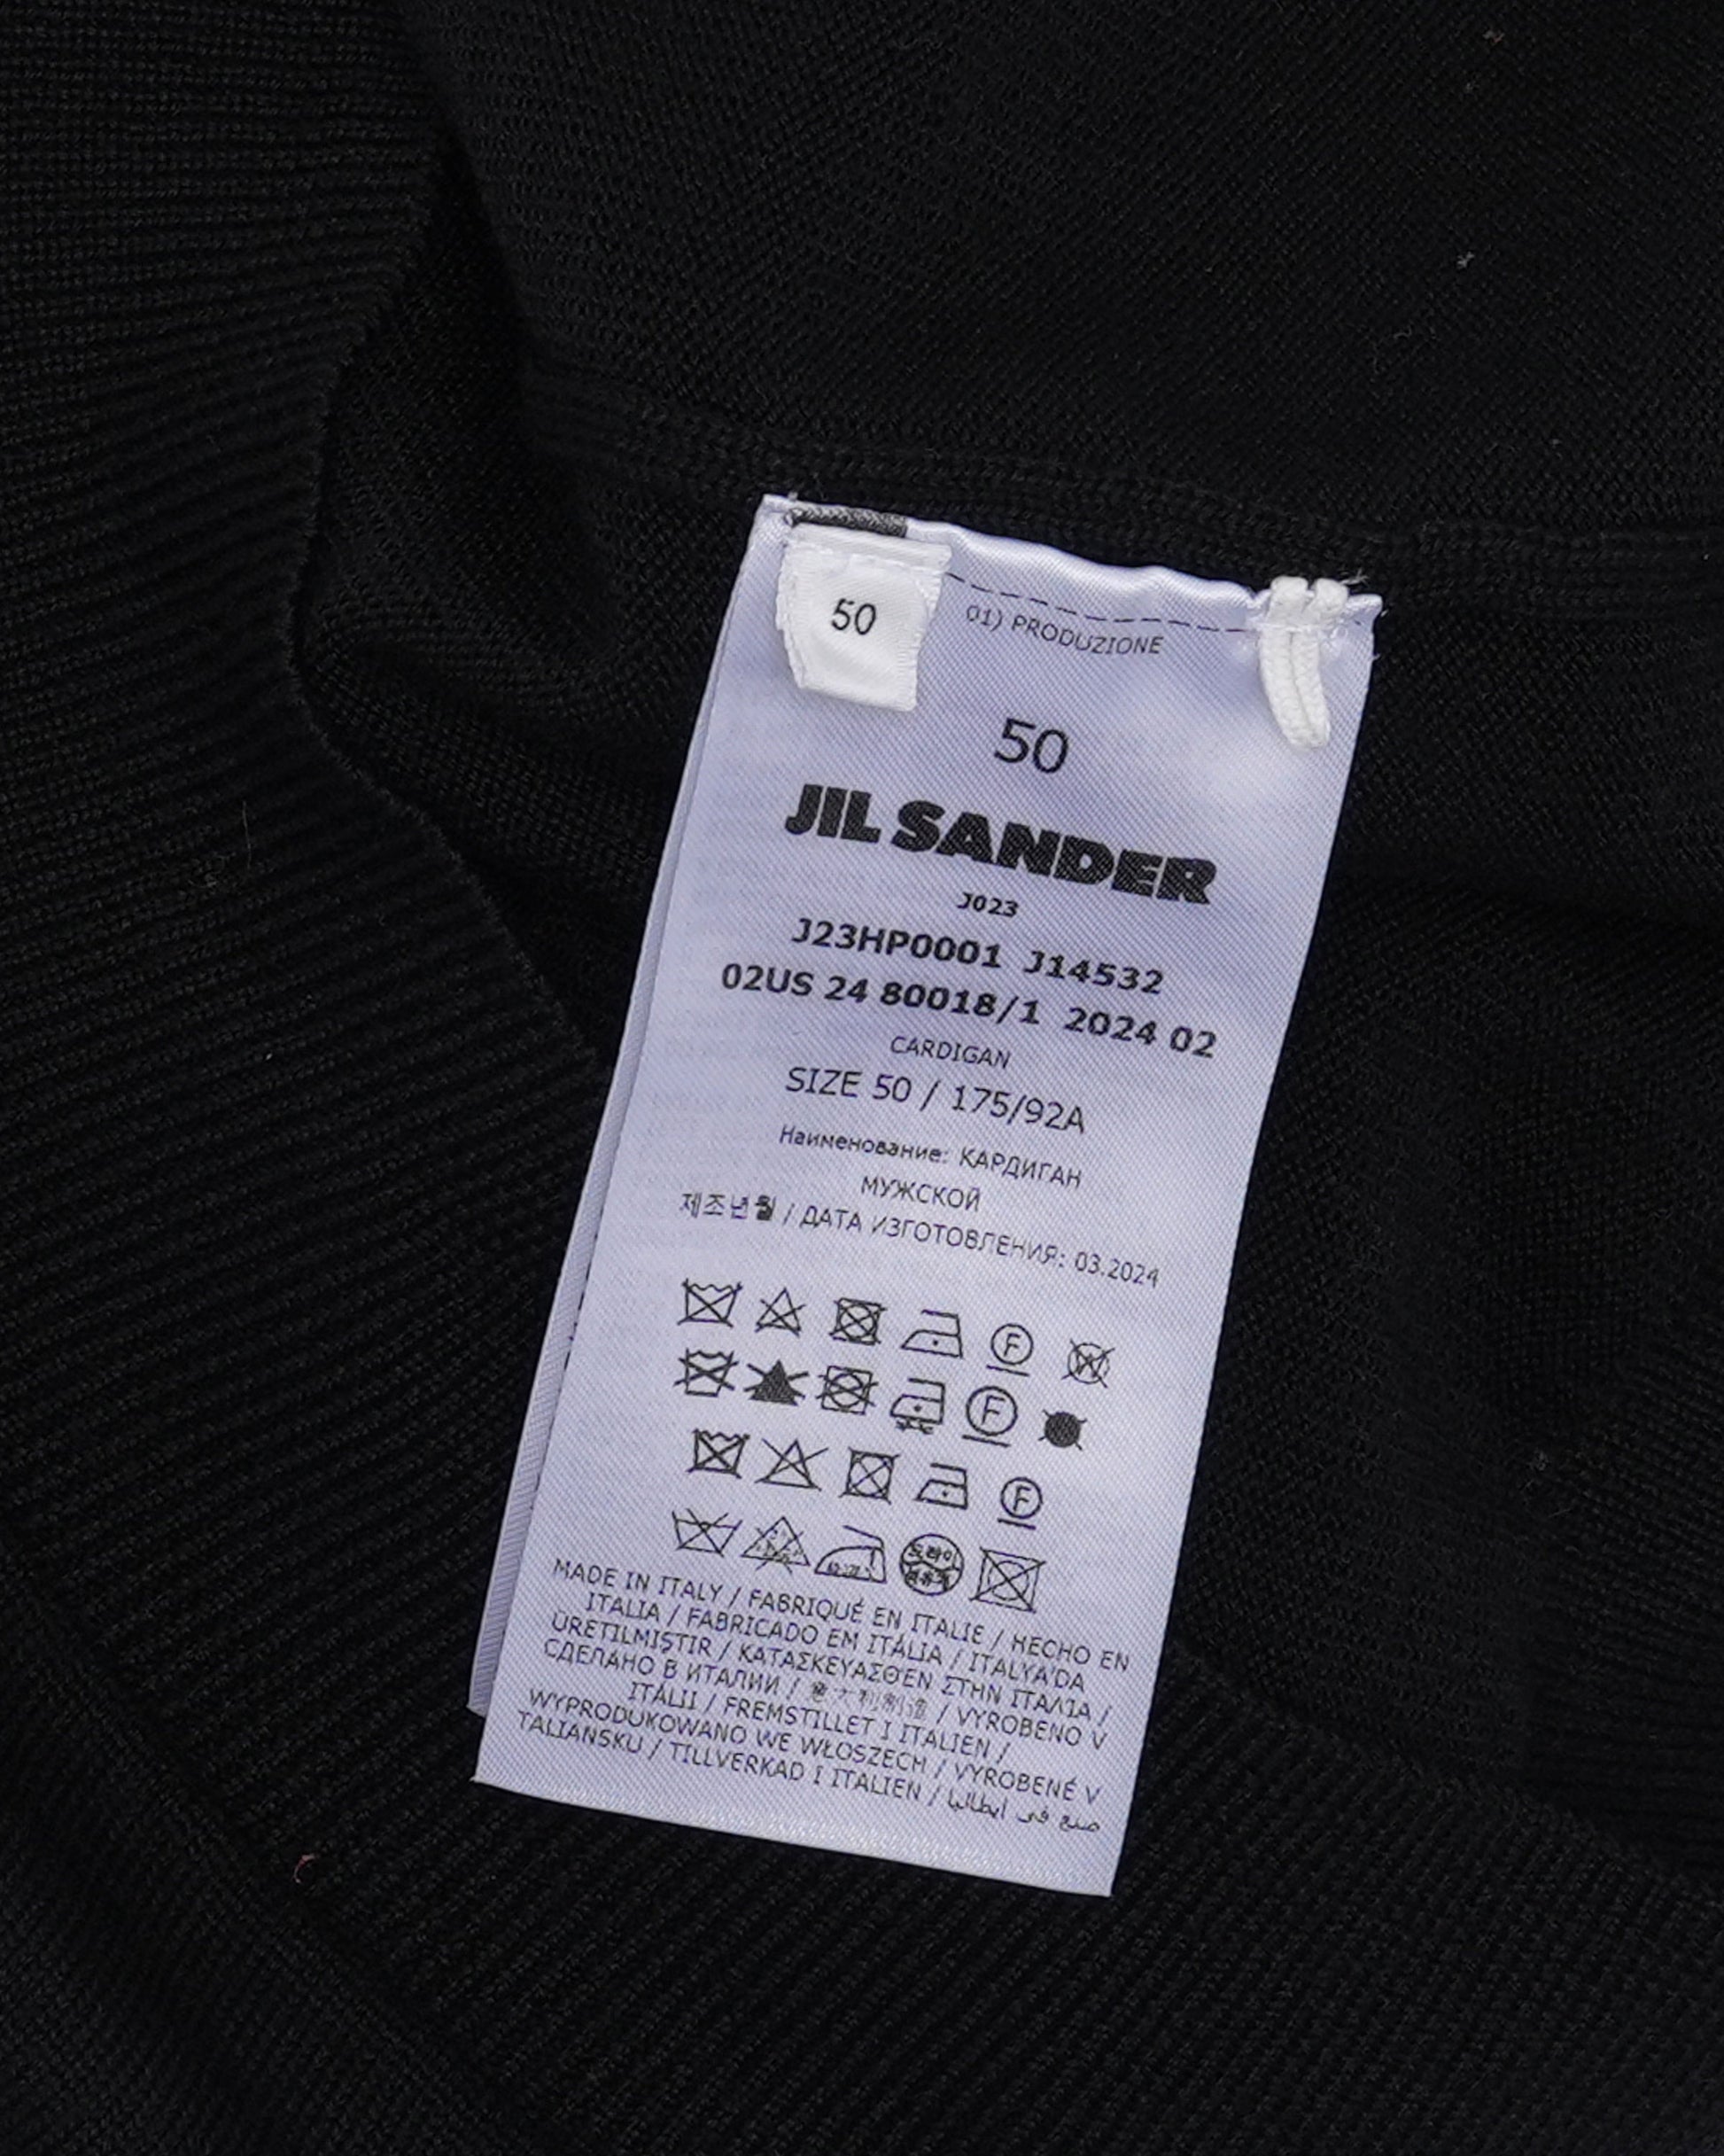 50
01) PRODUZIONE
50
JIL SANDER
J023
J23HP0001 J14532
02US 24 80018/1 2024 02
CARDIGAN
SIZE 50 / 175/92A
Наименование: КАРДИГАН
МУЖСКОЙ
제조년월 / ДАТА ИЗГОТОВЛЕНИЯ: 03.2024
F W
F
F
드라이
MADE IN ITALY / FABRIQUÉ EN ITALIE / HECHO EN
ITALIA / FABRICADO EM ITÁLIA / ITALYA'DA
URETILMIŞTIR / ΚΑΤΑΣΚΕΥΑΣΘΕΝ ΣΤΗΝ ΙΤΑΛΙΑ /
СДЕЛАНО В ИТАЛИИ / 意大利制造 / VYROBENO V
ITÁLII / FREMSTILLET I ITALIEN /
WYPRODUKOWANO WE WŁOSZECH / VYROBENÉ V
TALIANSKU / TILLVERKAD I ITALIEN / صنع في ايطاليا